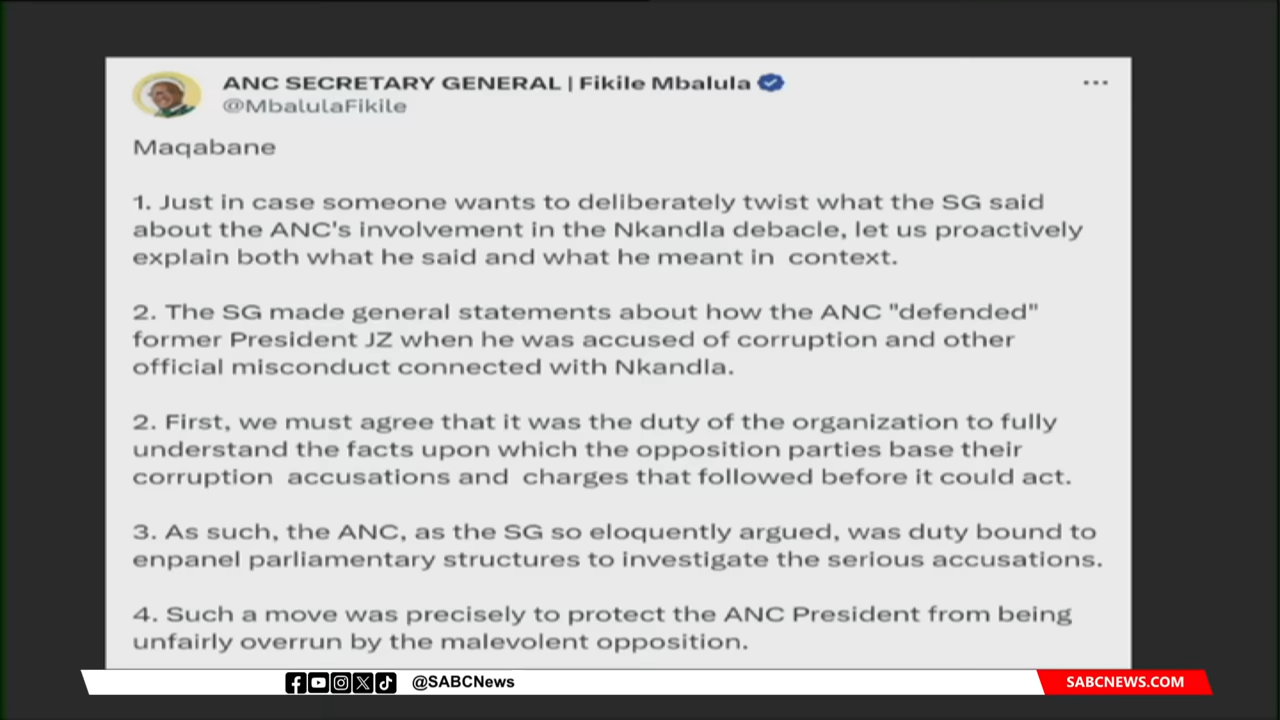 ANC SECRETARY GENERAL | Fikile Mbalula
@MbalulaFikile
Maqabane
1. Just in case someone wants to deliberately twist what the SG said
about the ANC's involvement in the Nkandla debacle, let us proactively
explain both what he said and what he meant in  context.
2. The SG made general statements about how the ANC "defended"
former President JZ when he was accused of corruption and other
official misconduct connected with Nkandla.
2. First, we must agree that it was the duty of the organization to fully
understand the facts upon which the opposition parties base their
corruption  accusations and  charges that followed before it could act.
3. As such, the ANC, as the SG so eloquently argued, was duty bound to
enpanel parliamentary structures to investigate the serious accusations.
4. Such a move was precisely to protect the ANC President from being
unfairly overrun by the malevolent opposition.
@SABCNews
SABCNEWS.COM